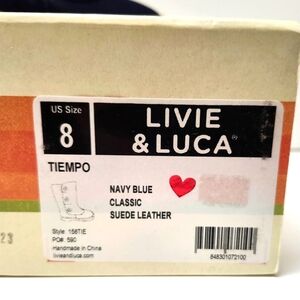 US Size
8
LIVIE
& LUCA
TIEMPO
NAVY BLUE
CLASSIC
SUEDE LEATHER
Style: 156TIE
PO#: 590
Handmade in China
livieandluca.com
848301072100
23